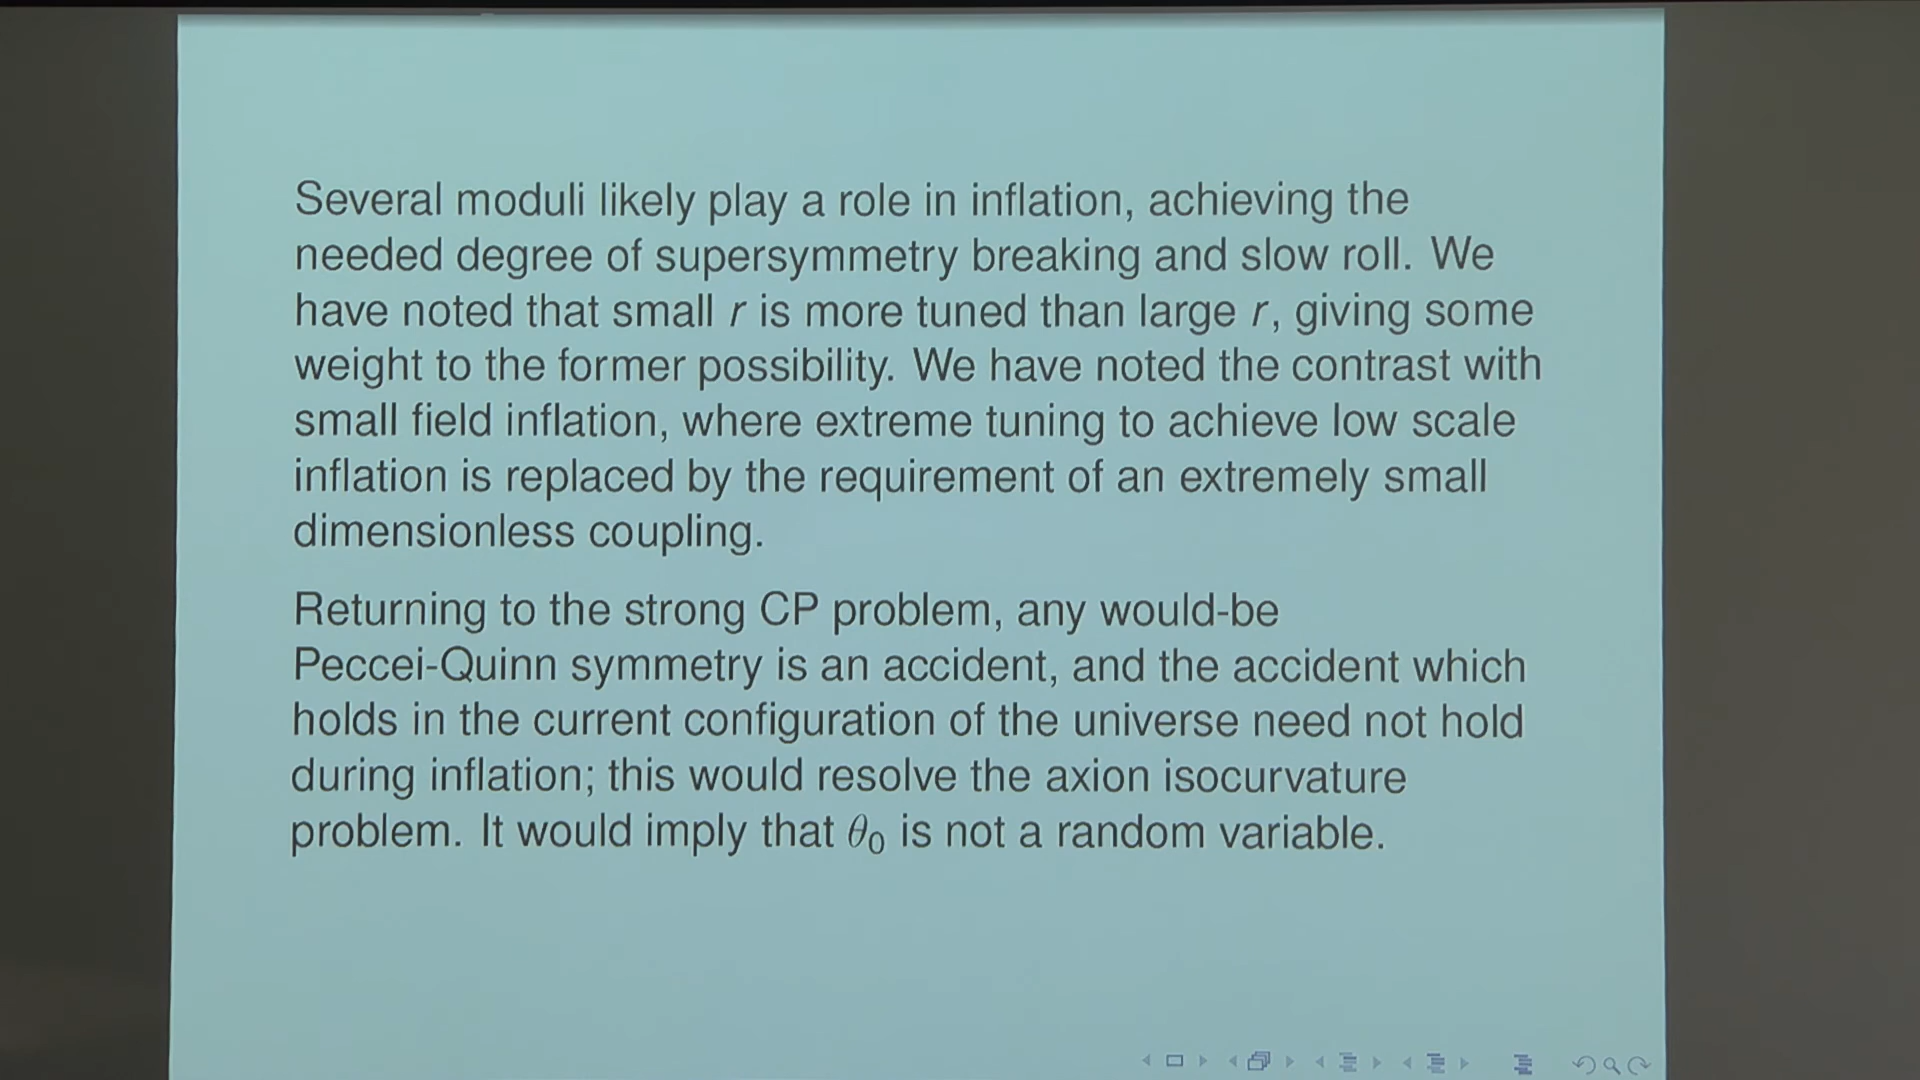 Several moduli likely play a role in inflation, achieving the
needed degree of supersymmetry breaking and slow roll. We
have noted that small r is more tuned than large r, giving some
weight to the former possibility. We have noted the contrast with
small field inflation, where extreme tuning to achieve low scale
inflation is replaced by the requirement of an extremely small
dimensionless coupling.
Returning to the strong CP problem, any would-be
Peccei-Quinn symmetry is an accident, and the accident which
holds in the current configuration of the universe need not hold
during inflation; this would resolve the axion isocurvature
problem. It would imply that θ₀ is not a random variable.